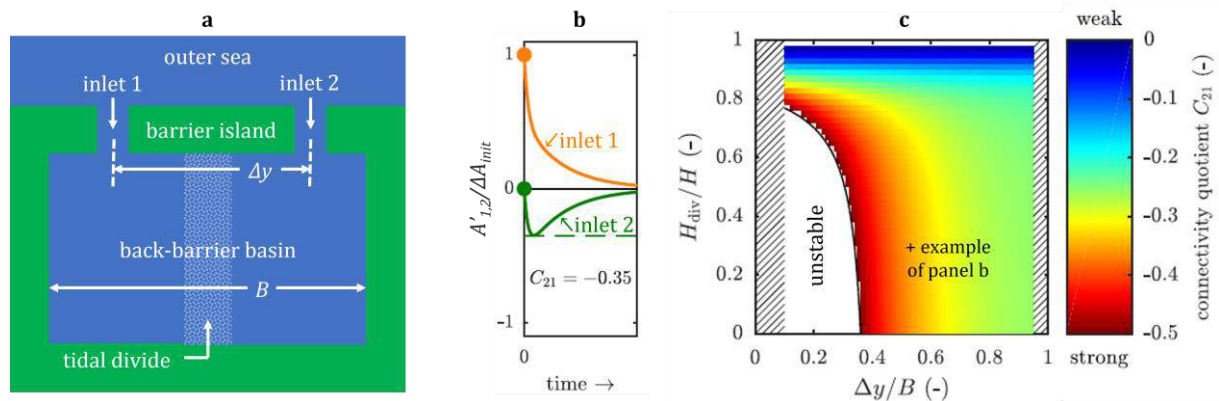 a
outer sea
inlet 1
inlet 2
barrier island
Δy
back-barrier basin
B
tidal divide
b
A'1,2/ΔAinit
1
0
-1
inlet 1
inlet 2
C21 = −0.35
0
time →
c
Hdiv/H (-)
1
0.8
0.6
0.4
0.2
0
unstable
+ example
of panel b
0
0.2
0.4
0.6
0.8
1
Δy/B (-)
weak
0
-0.1
-0.2
-0.3
-0.4
-0.5
strong
connectivity quotient C21 (-)